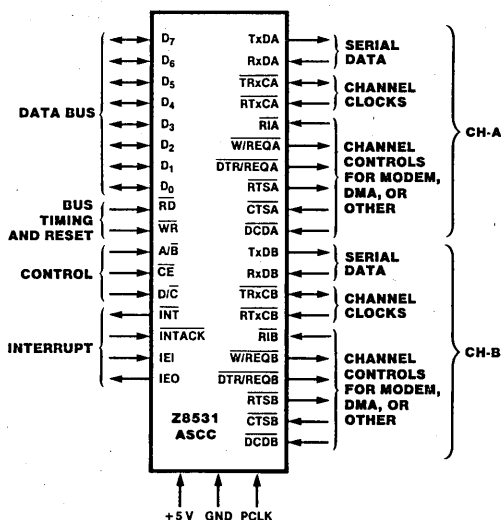 DATA BUS
BUS
TIMING
AND RESET
CONTROL
INTERRUPT
D7
D6
D5
D4
D3
D2
D1
D0
RD
WR
A/B
CE
D/C
INT
INTACK
IEI
IEO
TxDA
RxDA
TRxCA
RTxCA
RIA
W/REQA
DTR/REQA
RTSA
CTSA
DCDA
TxDB
RxDB
TRxCB
RTxCB
RIB
W/REQB
DTR/REQB
RTSB
CTSB
DCDB
Z8531
ASCC
SERIAL
DATA
CHANNEL
CLOCKS
CHANNEL
CONTROLS
FOR MODEM,
DMA, OR
OTHER
CH-A
SERIAL
DATA
CHANNEL
CLOCKS
CHANNEL
CONTROLS
FOR MODEM,
DMA, OR
OTHER
CH-B
+5 V GND PCLK